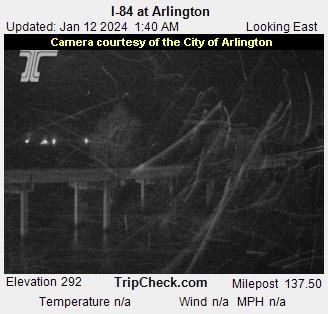 I-84 at Arlington
Updated: Jan 12 2024 1:40 AM Looking East
Camera courtesy of the City of Arlington
Elevation 292 TripCheck.com Milepost 137.50
Temperature n/a Wind n/a MPH n/a